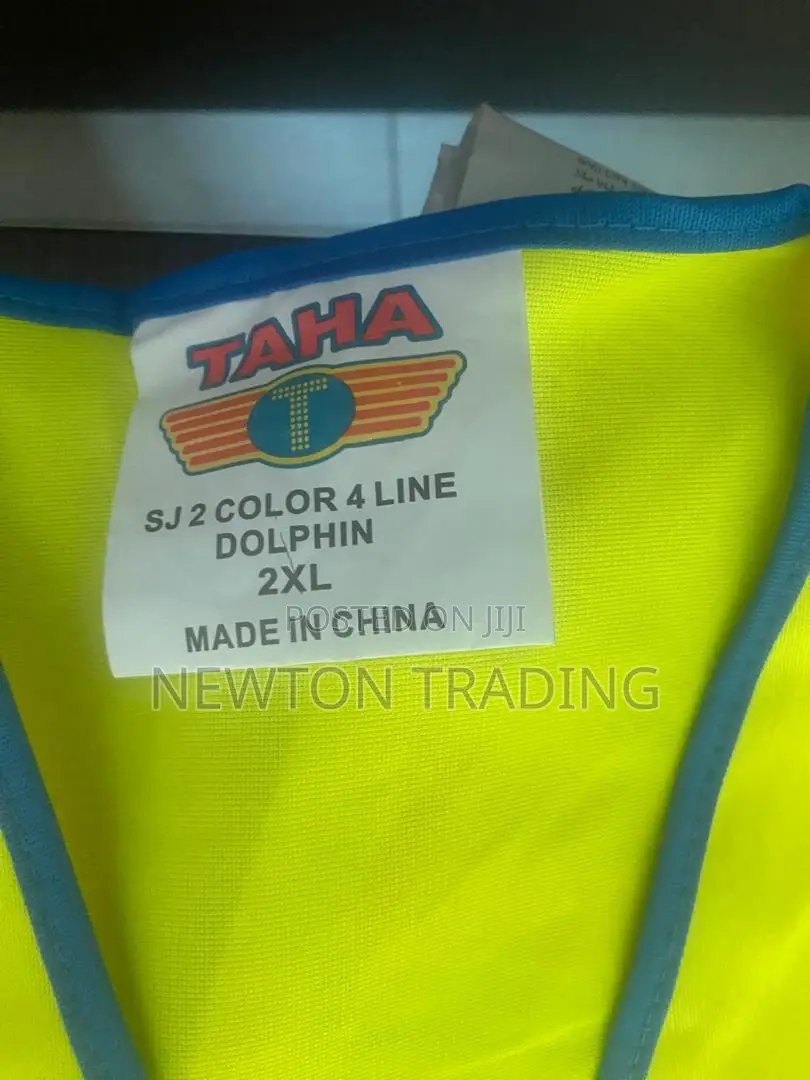 TAHA
T
SJ 2 COLOR 4 LINE
DOLPHIN
2XL
POSTED ON JIJI
MADE IN CHINA
NEWTON TRADING